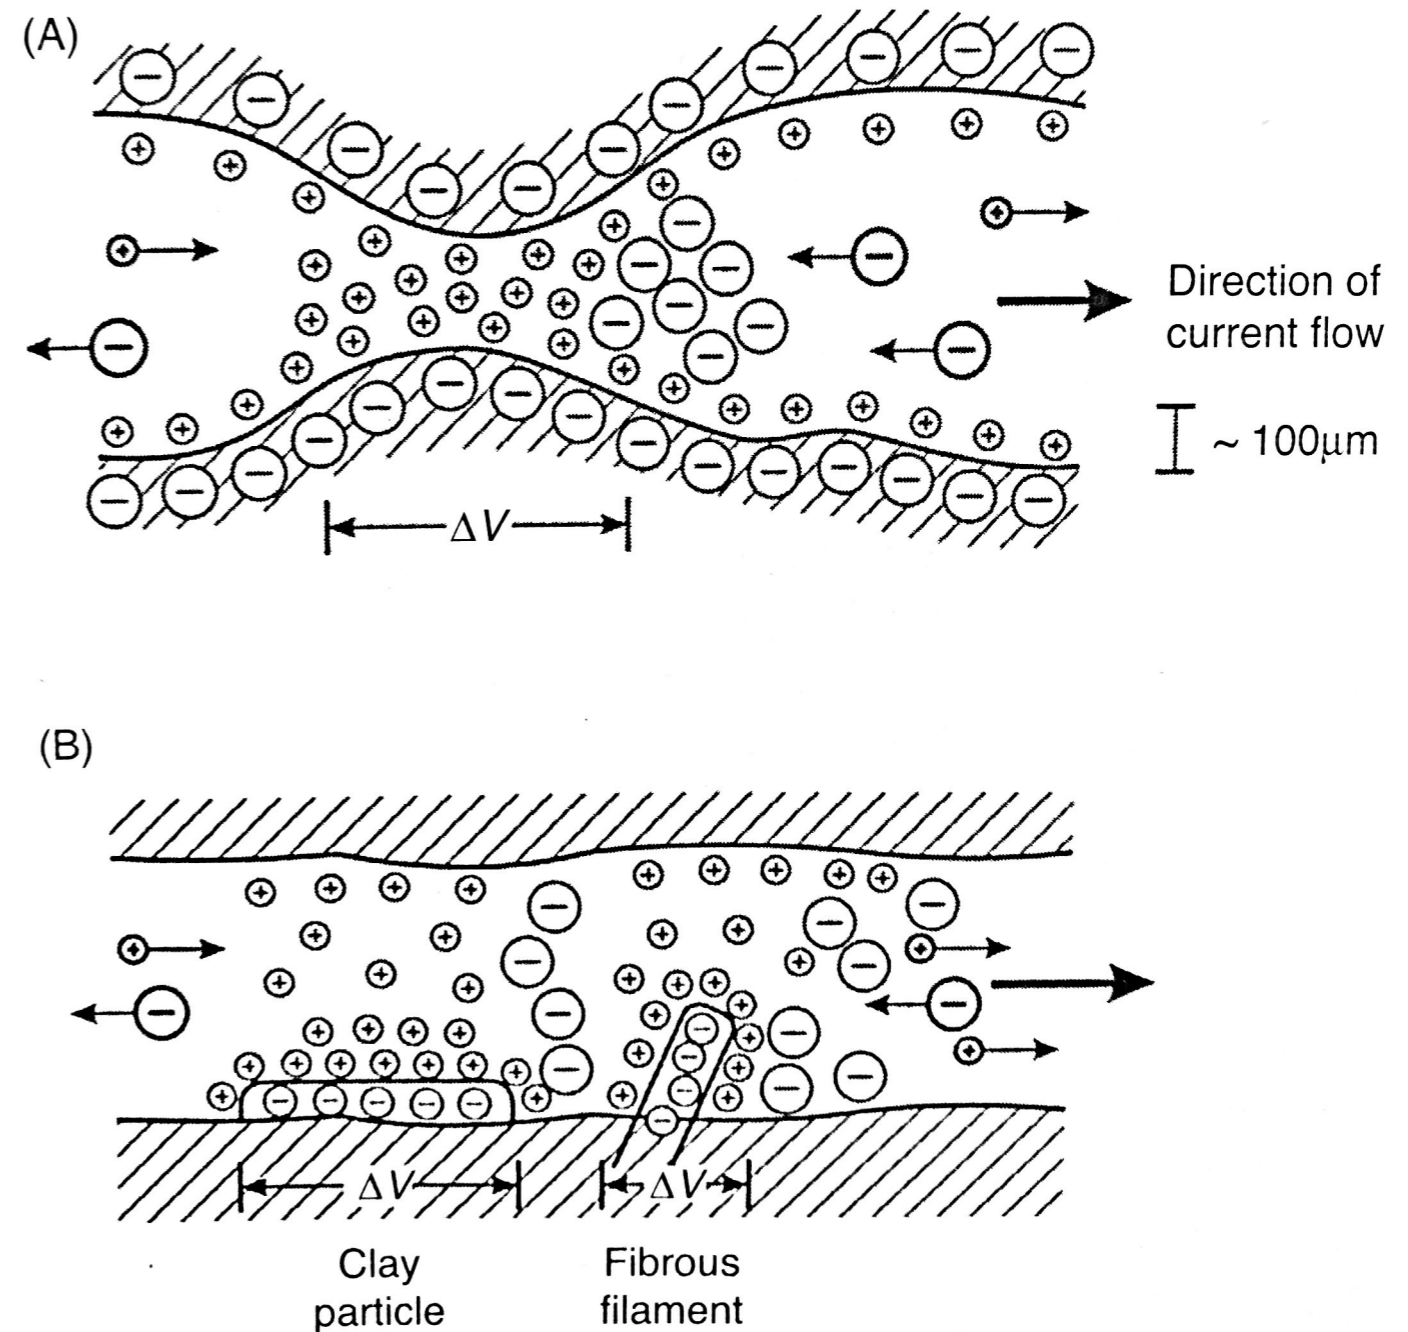 (A)
Direction of
current flow
~ 100μm
ΔV
(B)
ΔV
ΔV
Clay
particle
Fibrous
filament